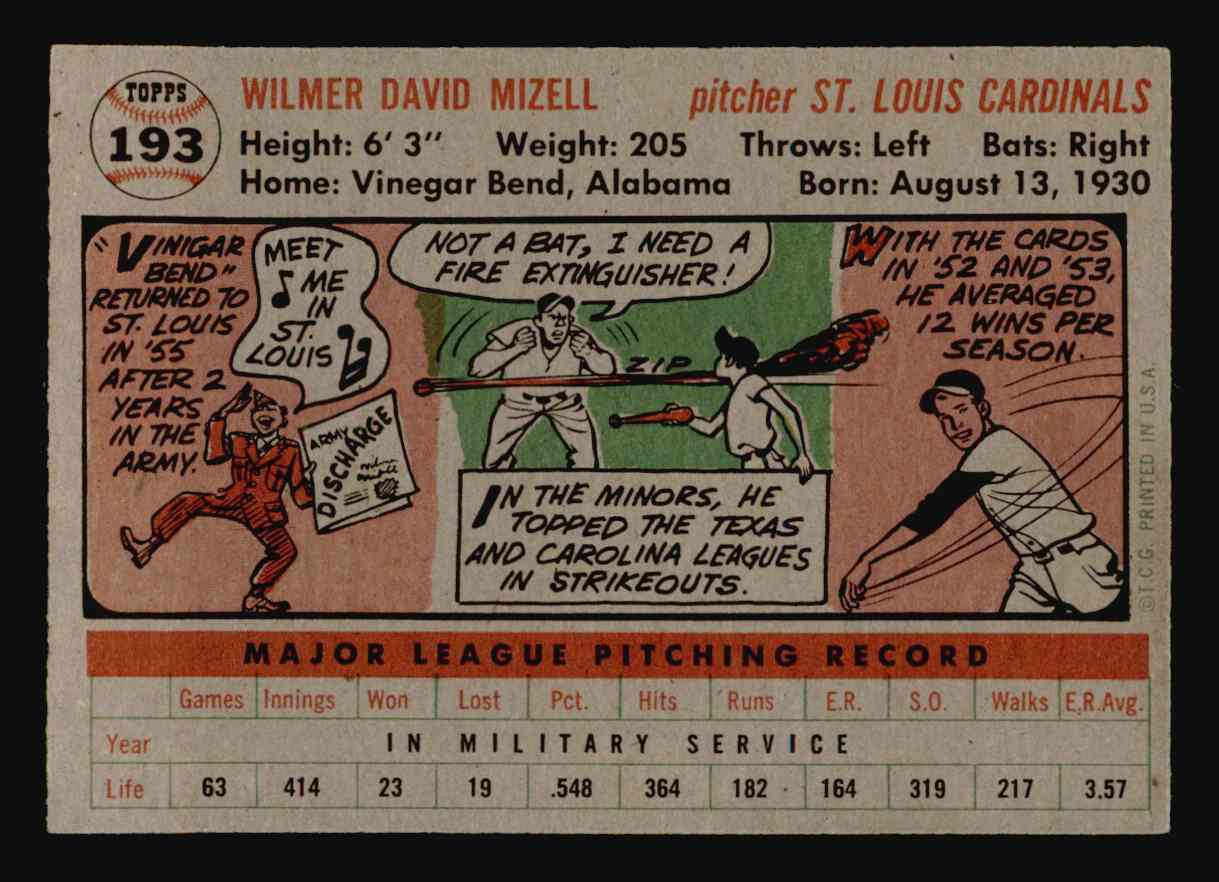 TOPPS
193
WILMER DAVID MIZELL pitcher ST. LOUIS CARDINALS
Height: 6' 3" Weight: 205 Throws: Left Bats: Right
Home: Vinegar Bend, Alabama Born: August 13, 1930
"VINIGAR
BEND"
RETURNED TO
ST. LOUIS
IN '55
AFTER 2
YEARS
IN THE
ARMY.
MEET
ME
IN
ST.
LOUIS
ARMY
DISCHARGE
NOT A BAT, I NEED A
FIRE EXTINGUISHER!
ZIP
IN THE MINORS, HE
TOPPED THE TEXAS
AND CAROLINA LEAGUES
IN STRIKEOUTS.
WITH THE CARDS
IN '52 AND '53,
HE AVERAGED
12 WINS PER
SEASON.
©T.C.G. PRINTED IN U.S.A.
MAJOR LEAGUE PITCHING RECORD
Games Innings Won Lost Pct. Hits Runs E.R. S.O. Walks E.R.Avg.
Year IN MILITARY SERVICE
Life 63 414 23 19 .548 364 182 164 319 217 3.57